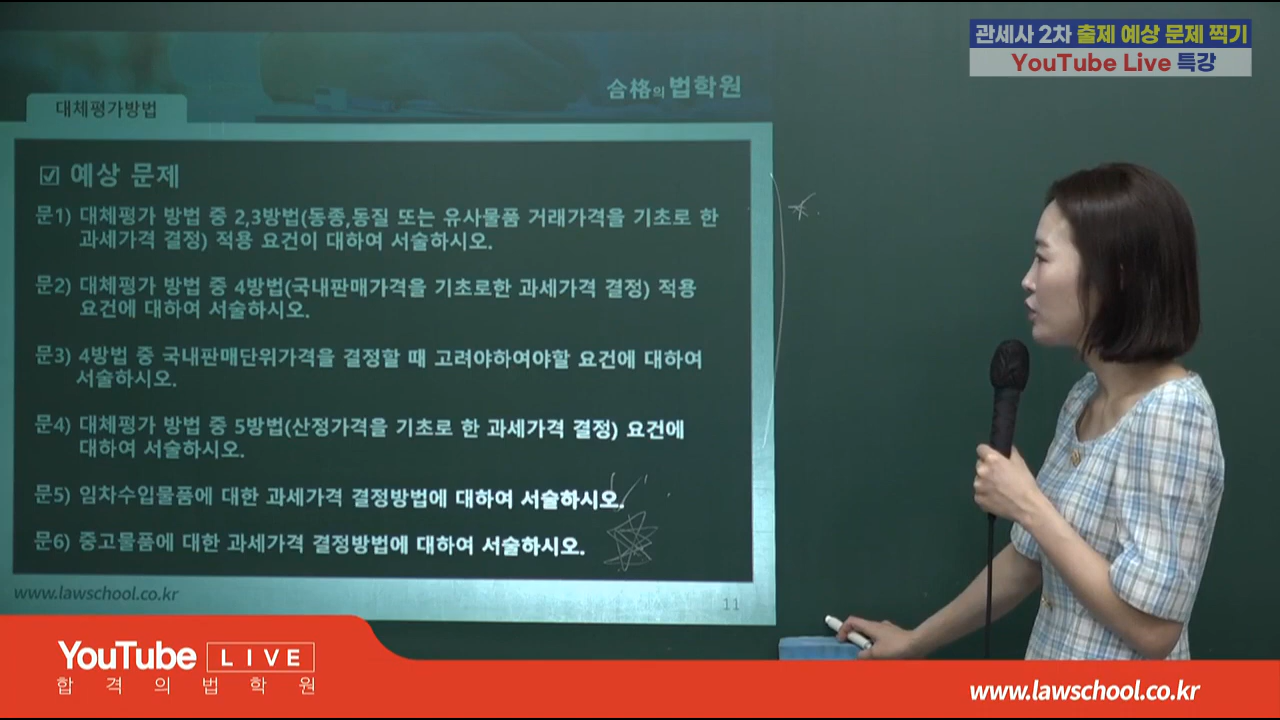 관세사 2차 출제 예상 문제 찍기
YouTube Live 특강
合格의 법학원
대체평가방법
☑ 예상 문제
문1) 대체평가 방법 중 2,3방법(동종,동질 또는 유사물품 거래가격을 기초로 한
과세가격 결정) 적용 요건이 대하여 서술하시오.
문2) 대체평가 방법 중 4방법(국내판매가격을 기초로한 과세가격 결정) 적용
요건에 대하여 서술하시오.
문3) 4방법 중 국내판매단위가격을 결정할 때 고려야하여야할 요건에 대하여
서술하시오.
문4) 대체평가 방법 중 5방법(산정가격을 기초로 한 과세가격 결정) 요건에
대하여 서술하시오.
문5) 임차수입물품에 대한 과세가격 결정방법에 대하여 서술하시오.
문6) 중고물품에 대한 과세가격 결정방법에 대하여 서술하시오.
www.lawschool.co.kr
11
YouTube LIVE
합격의법학원
www.lawschool.co.kr